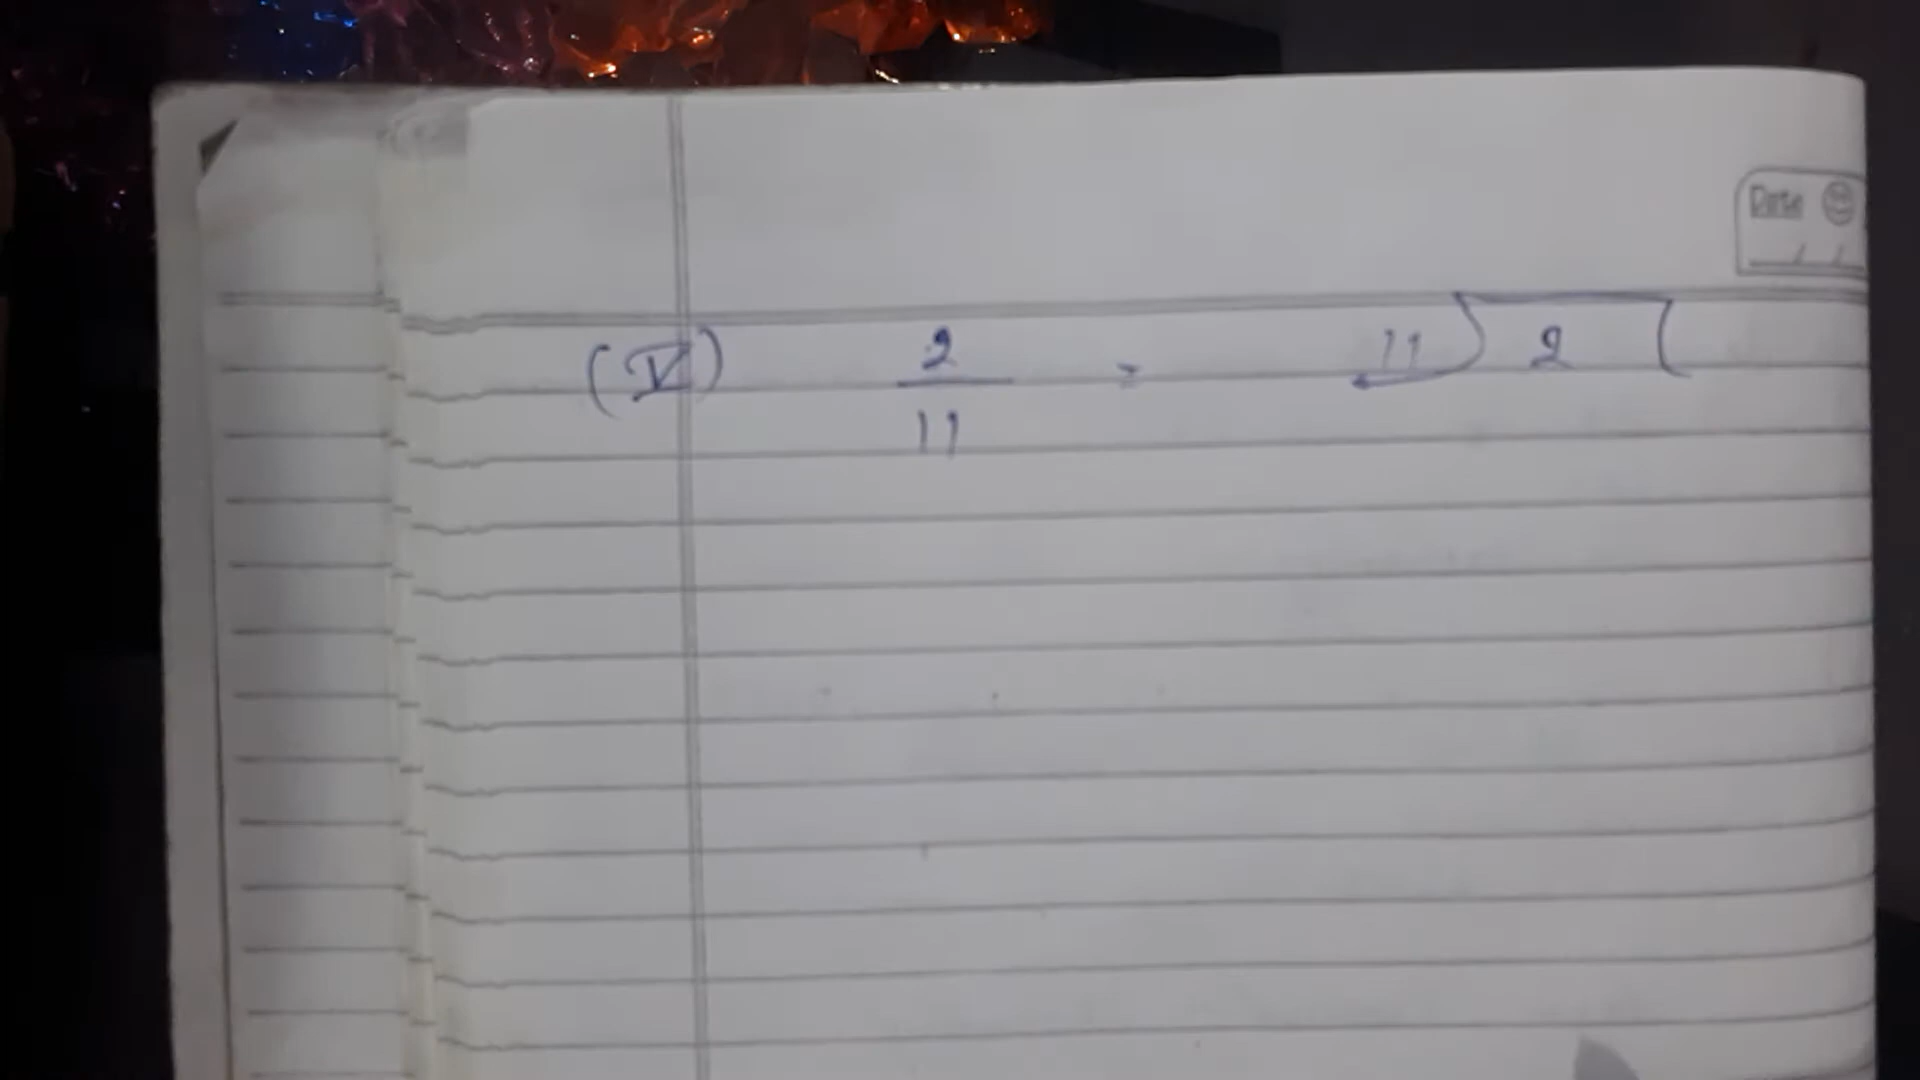 Date
(V) 2/11 = 11) 2 (